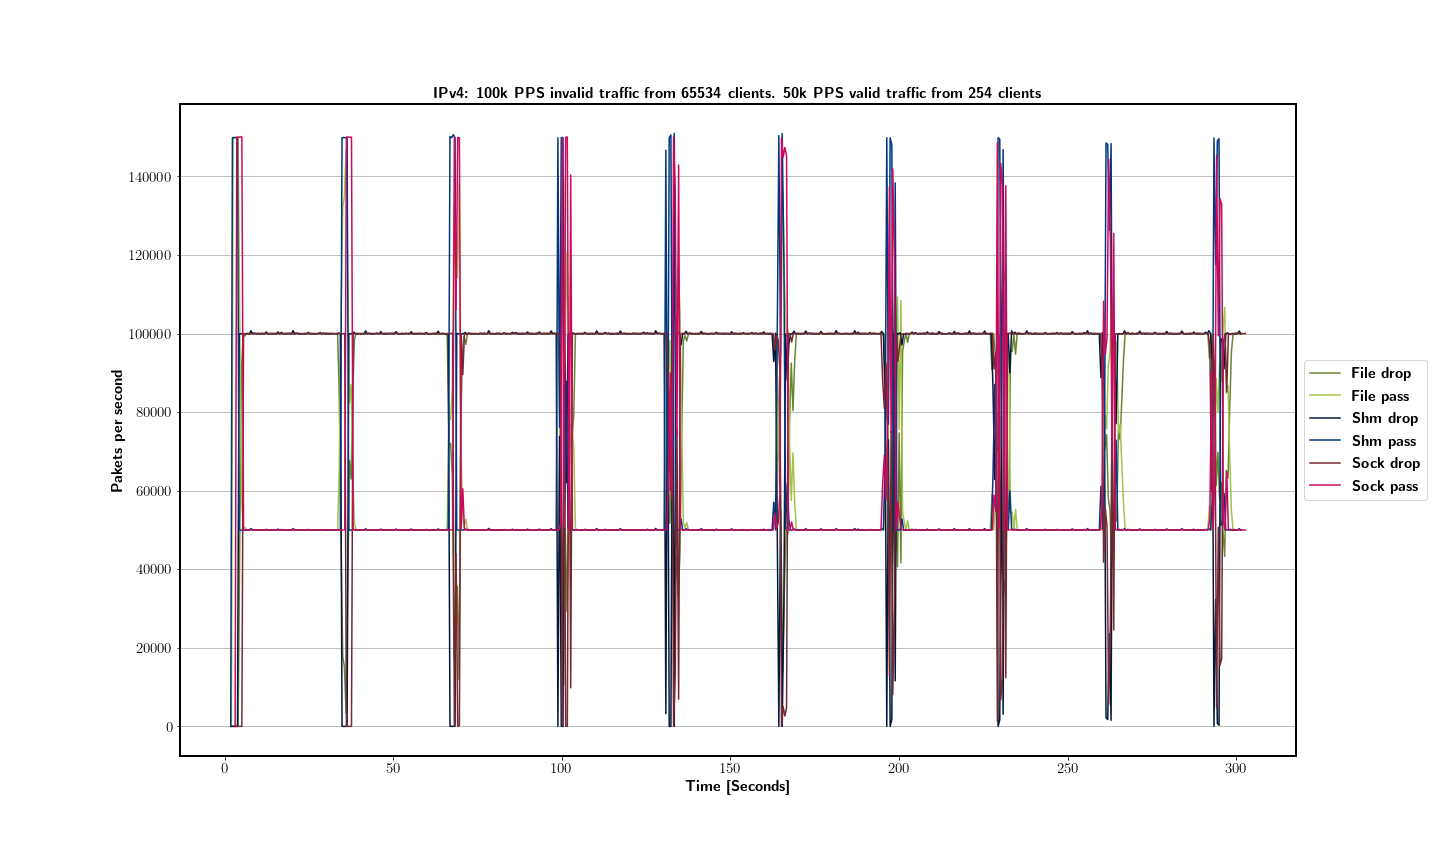 IPv4: 100k PPS invalid traffic from 65534 clients. 50k PPS valid traffic from 254 clients
Pakets per second
140000
120000
100000
80000
60000
40000
20000
0
0 50 100 150 200 250 300
Time [Seconds]
File drop
File pass
Shm drop
Shm pass
Sock drop
Sock pass